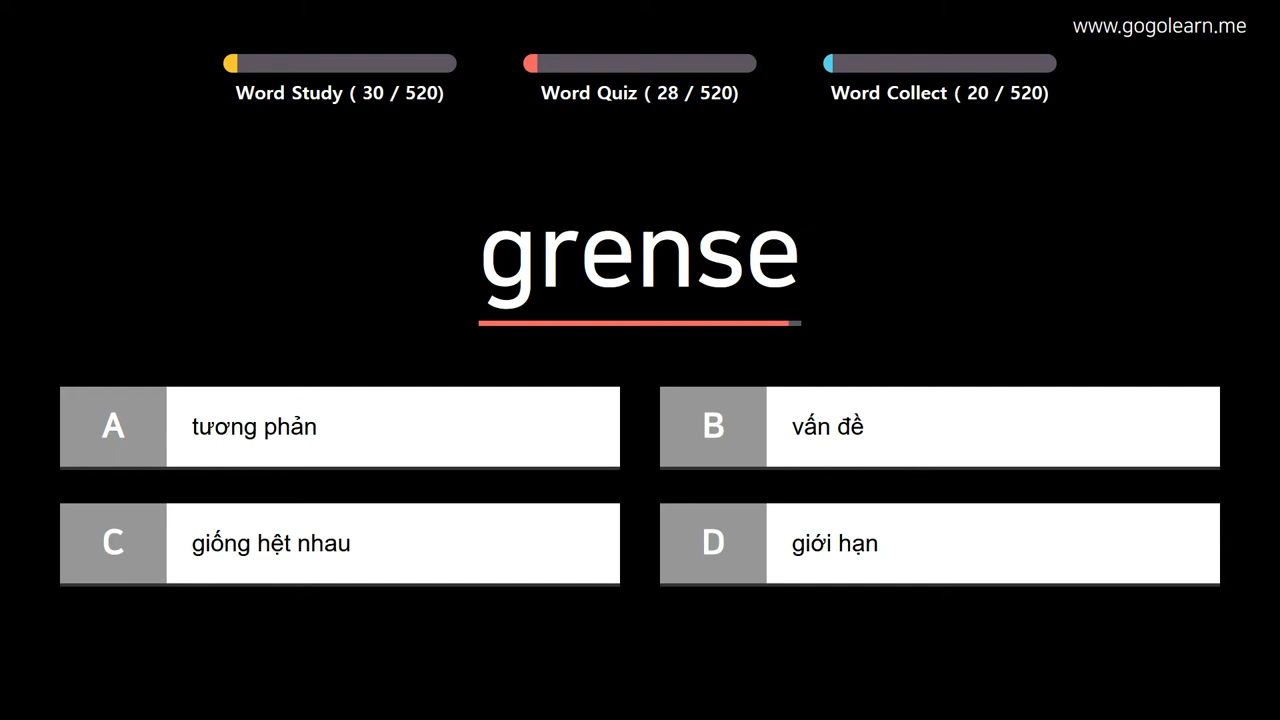 www.gogolearn.me
Word Study ( 30 / 520)
Word Quiz ( 28 / 520)
Word Collect ( 20 / 520)
grense
A tương phản
B vấn đề
C giống hệt nhau
D giới hạn